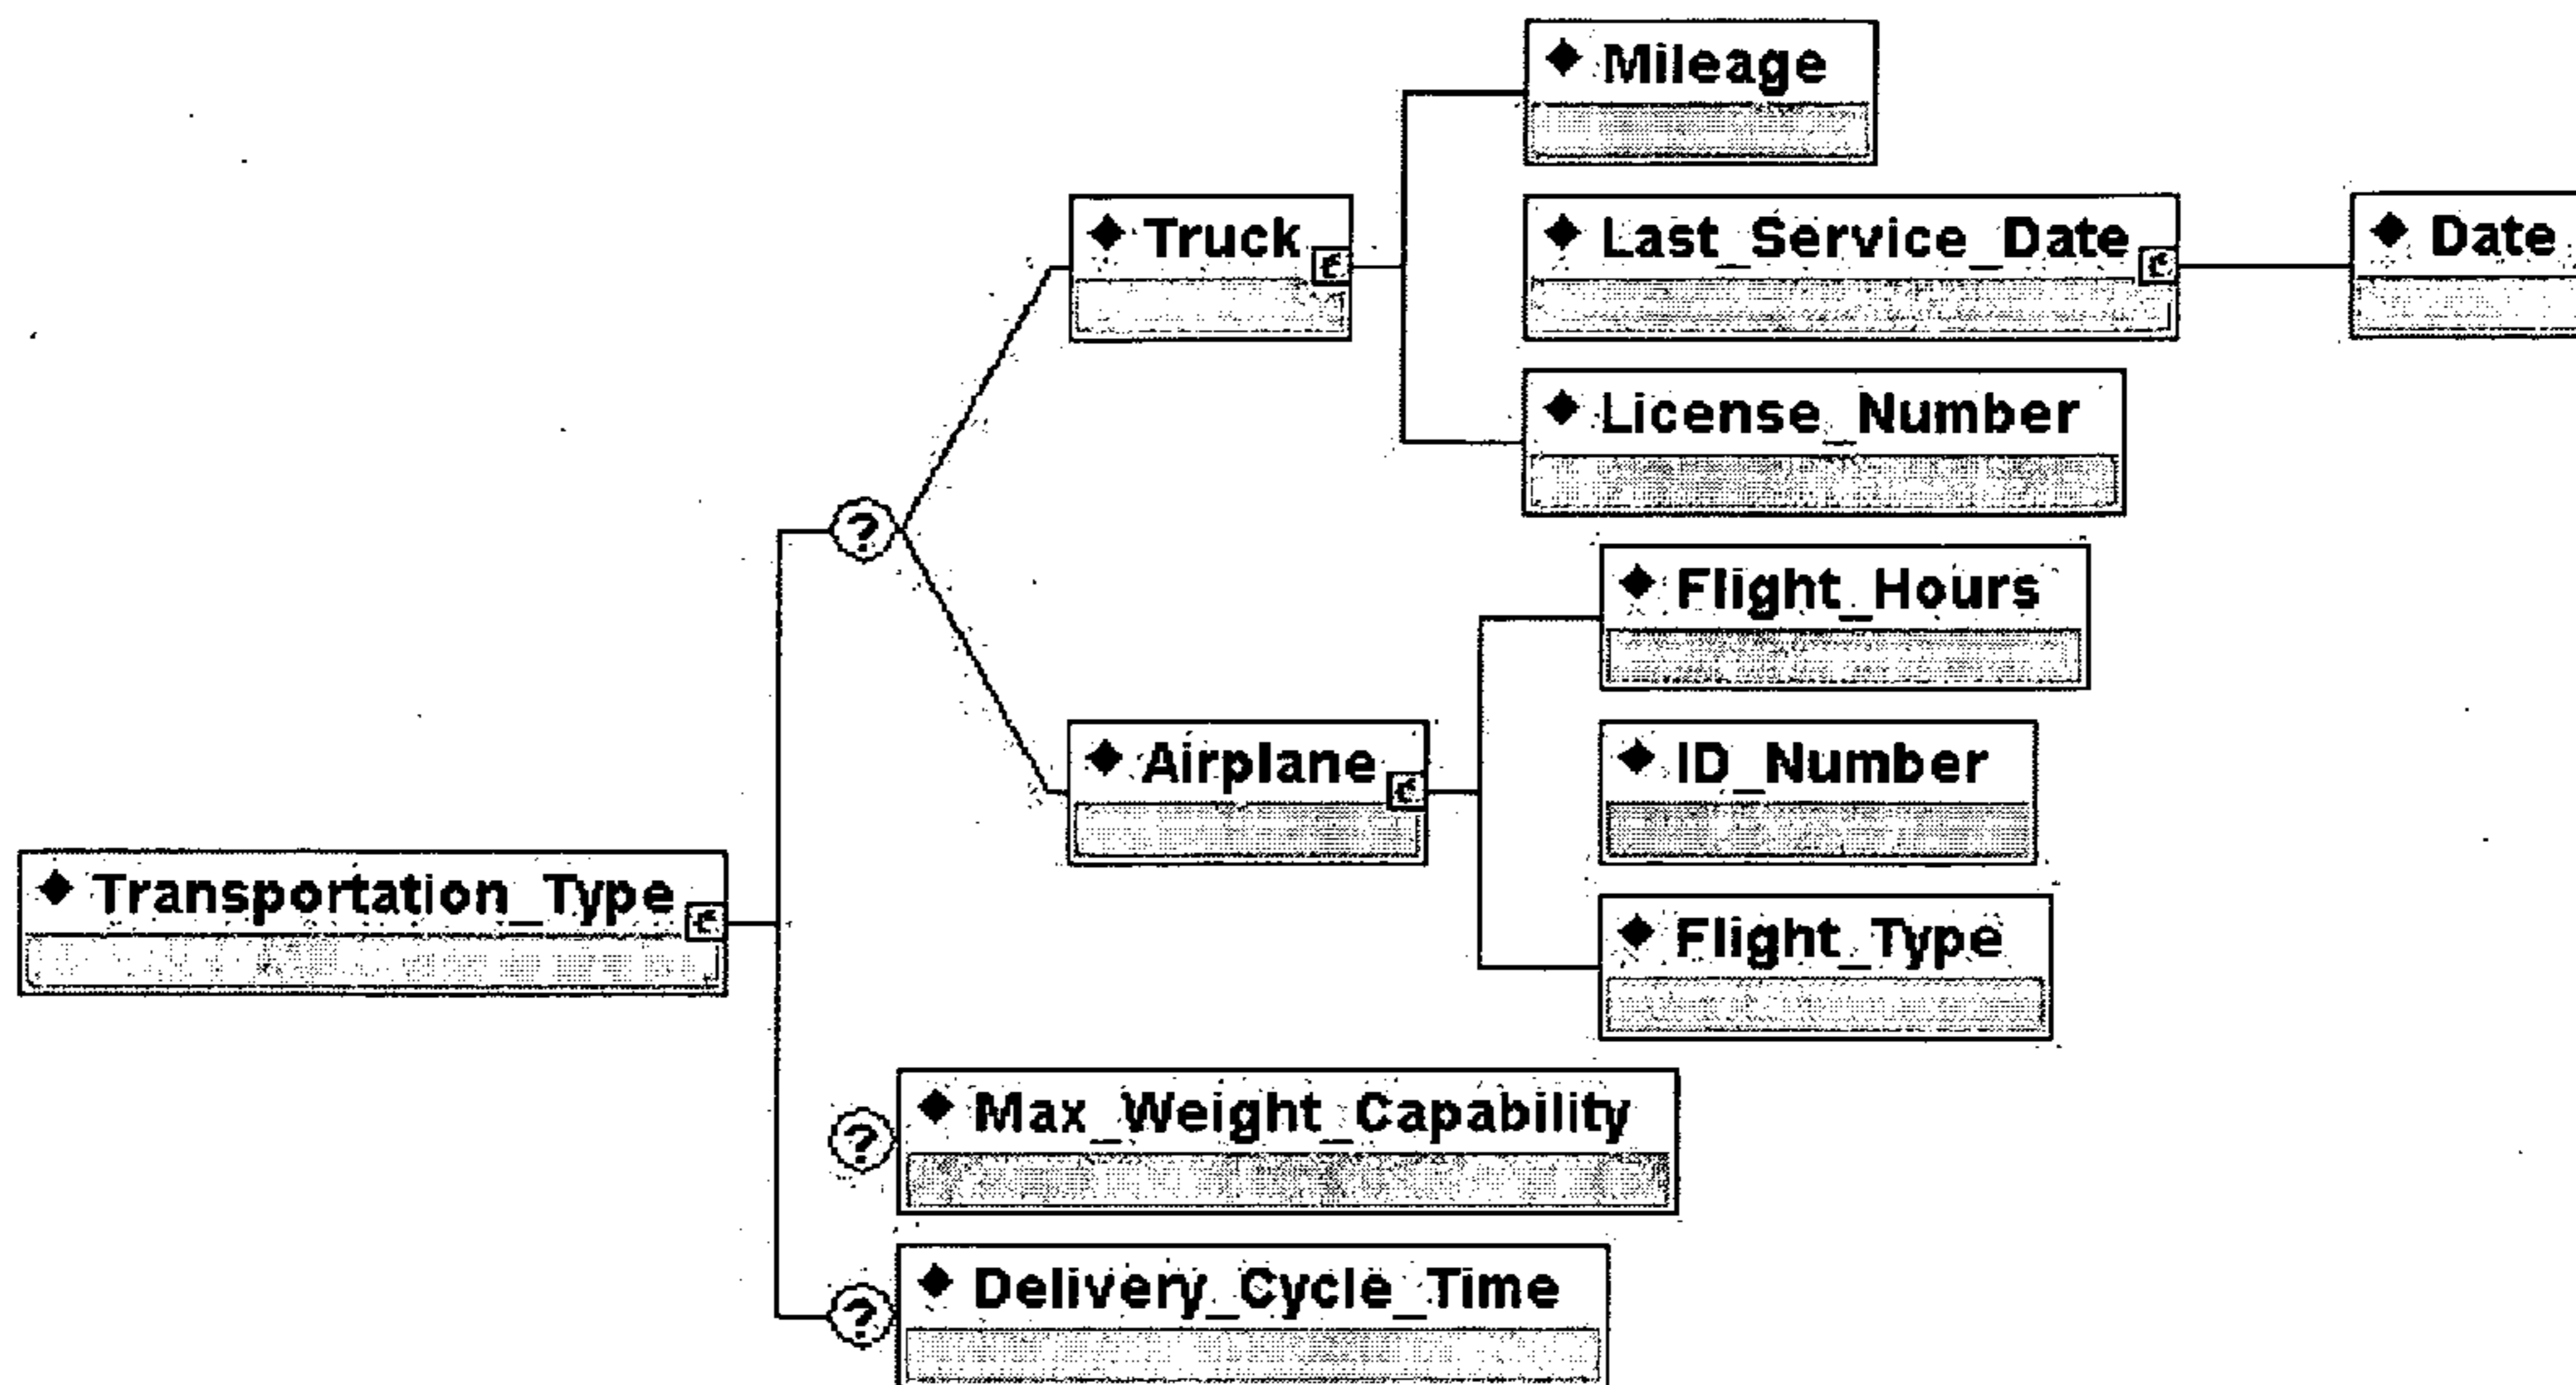 Mileage
Truck
Last_Service_Date
Date
License_Number
?
Flight_Hours
Airplane
ID_Number
Transportation_Type
Flight_Type
? Max_Weight_Capability
? Delivery_Cycle_Time